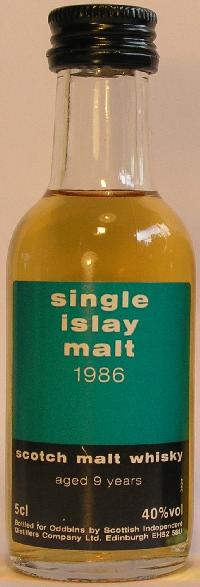 single
islay
malt
1986
scotch malt whisky
aged 9 years
5cl 40%vol
Bottled for Oddbins by Scottish Independent
Distillers Company Ltd. Edinburgh EH52